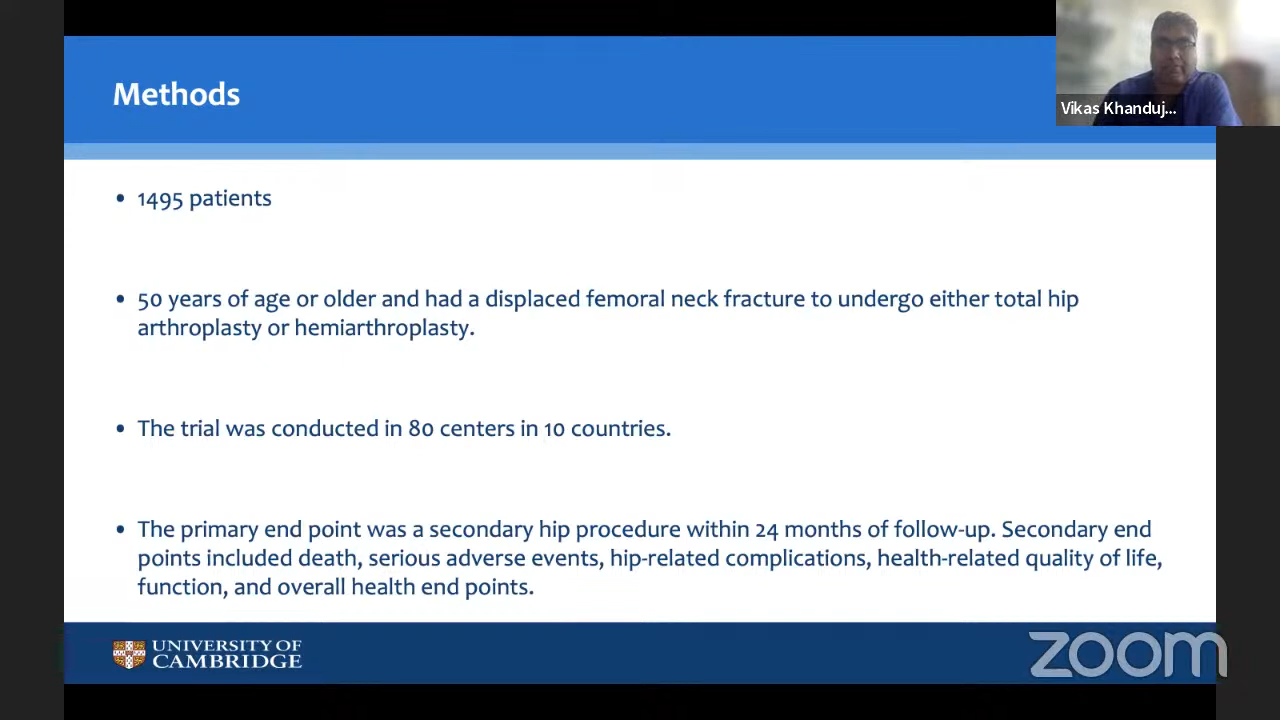 Methods
Vikas Khanduj...
• 1495 patients
• 50 years of age or older and had a displaced femoral neck fracture to undergo either total hip
arthroplasty or hemiarthroplasty.
• The trial was conducted in 80 centers in 10 countries.
• The primary end point was a secondary hip procedure within 24 months of follow-up. Secondary end
points included death, serious adverse events, hip-related complications, health-related quality of life,
function, and overall health end points.
UNIVERSITY OF
CAMBRIDGE
zoom